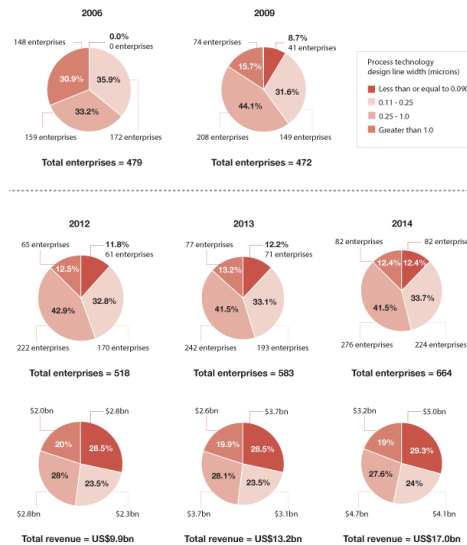 2006
148 enterprises
0.0%
0 enterprises
30.9%
35.9%
33.2%
159 enterprises
172 enterprises
Total enterprises = 479
2009
74 enterprises
8.7%
41 enterprises
15.7%
31.6%
44.1%
208 enterprises
149 enterprises
Total enterprises = 472
Process technology
design line width (microns)
Less than or equal to 0.090
0.11 - 0.25
0.25 - 1.0
Greater than 1.0
2012
65 enterprises
11.8%
61 enterprises
12.5%
32.8%
42.9%
222 enterprises
170 enterprises
Total enterprises = 518
2013
77 enterprises
12.2%
71 enterprises
13.2%
33.1%
41.5%
242 enterprises
193 enterprises
Total enterprises = 583
2014
82 enterprises
82 enterprises
12.4%
12.4%
33.7%
41.5%
276 enterprises
224 enterprises
Total enterprises = 664
$2.0bn
$2.8bn
20%
28.5%
28%
23.5%
$2.8bn
$2.3bn
Total revenue = US$9.9bn
$2.6bn
$3.7bn
19.9%
28.5%
28.1%
23.5%
$3.7bn
$3.1bn
Total revenue = US$13.2bn
$3.2bn
$5.0bn
19%
29.3%
27.6%
24%
$4.7bn
$4.1bn
Total revenue = US$17.0bn